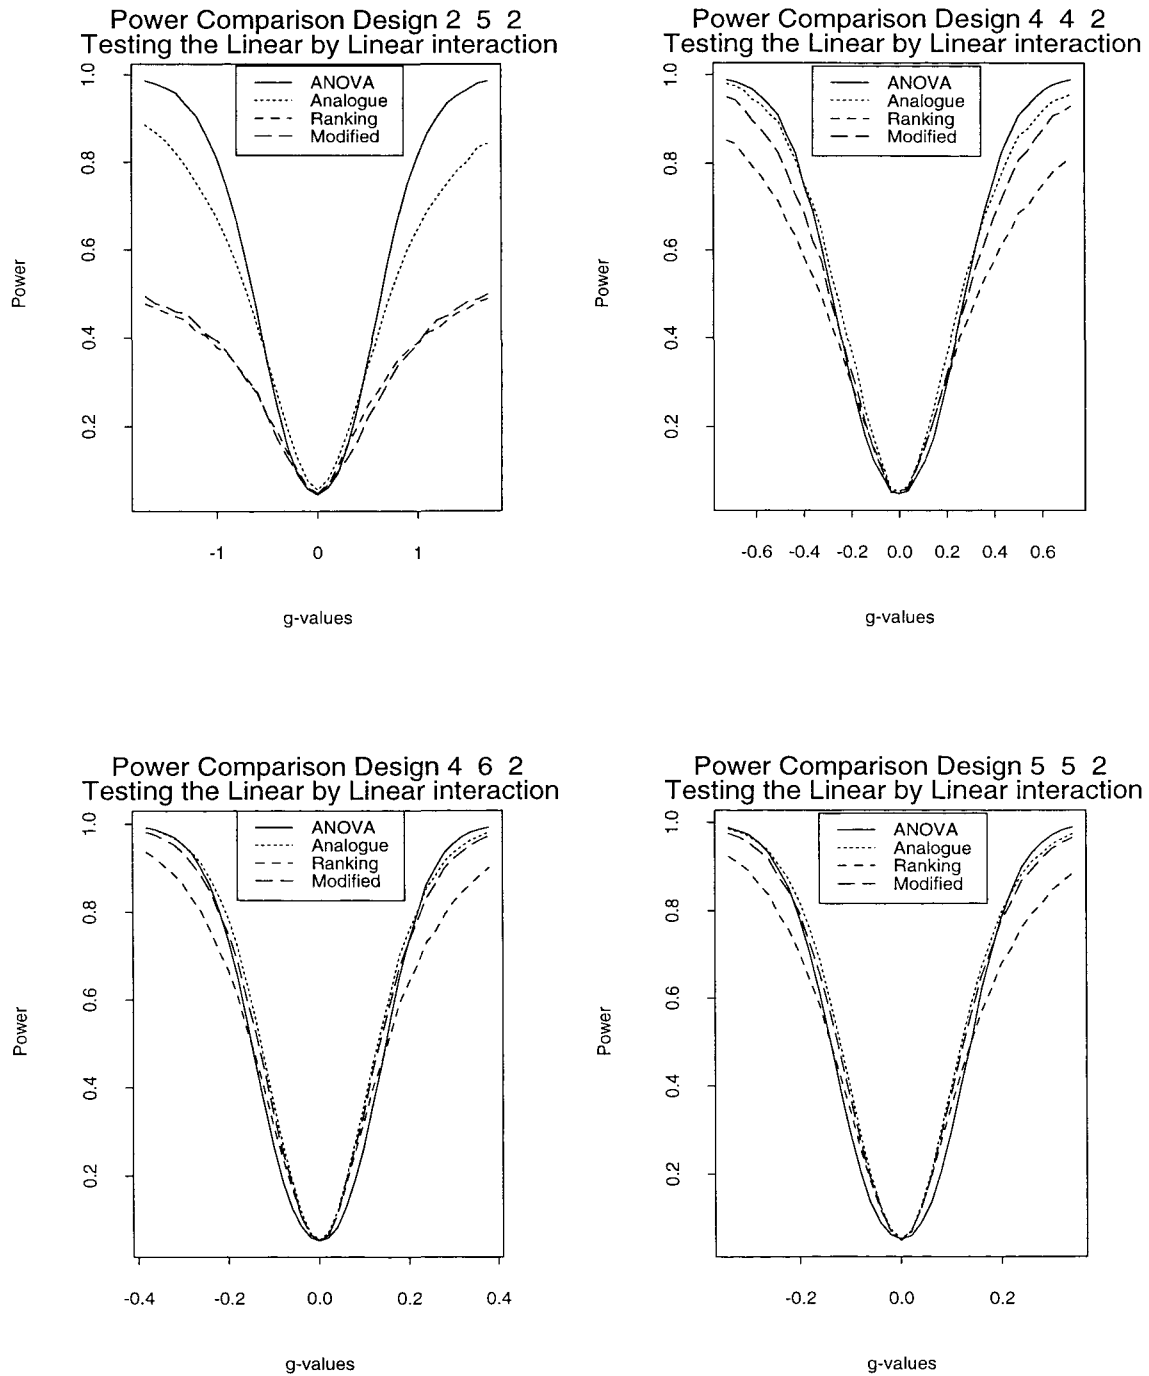 Power Comparison Design 2 5 2
Testing the Linear by Linear interaction
ANOVA
Analogue
Ranking
Modified
Power
0.2 0.4 0.6 0.8 1.0
-1 0 1
g-values
Power Comparison Design 4 4 2
Testing the Linear by Linear interaction
ANOVA
Analogue
Ranking
Modified
Power
0.2 0.4 0.6 0.8 1.0
-0.6 -0.4 -0.2 0.0 0.2 0.4 0.6
g-values
Power Comparison Design 4 6 2
Testing the Linear by Linear interaction
ANOVA
Analogue
Ranking
Modified
Power
0.2 0.4 0.6 0.8 1.0
-0.4 -0.2 0.0 0.2 0.4
g-values
Power Comparison Design 5 5 2
Testing the Linear by Linear interaction
ANOVA
Analogue
Ranking
Modified
Power
0.2 0.4 0.6 0.8 1.0
-0.2 0.0 0.2
g-values